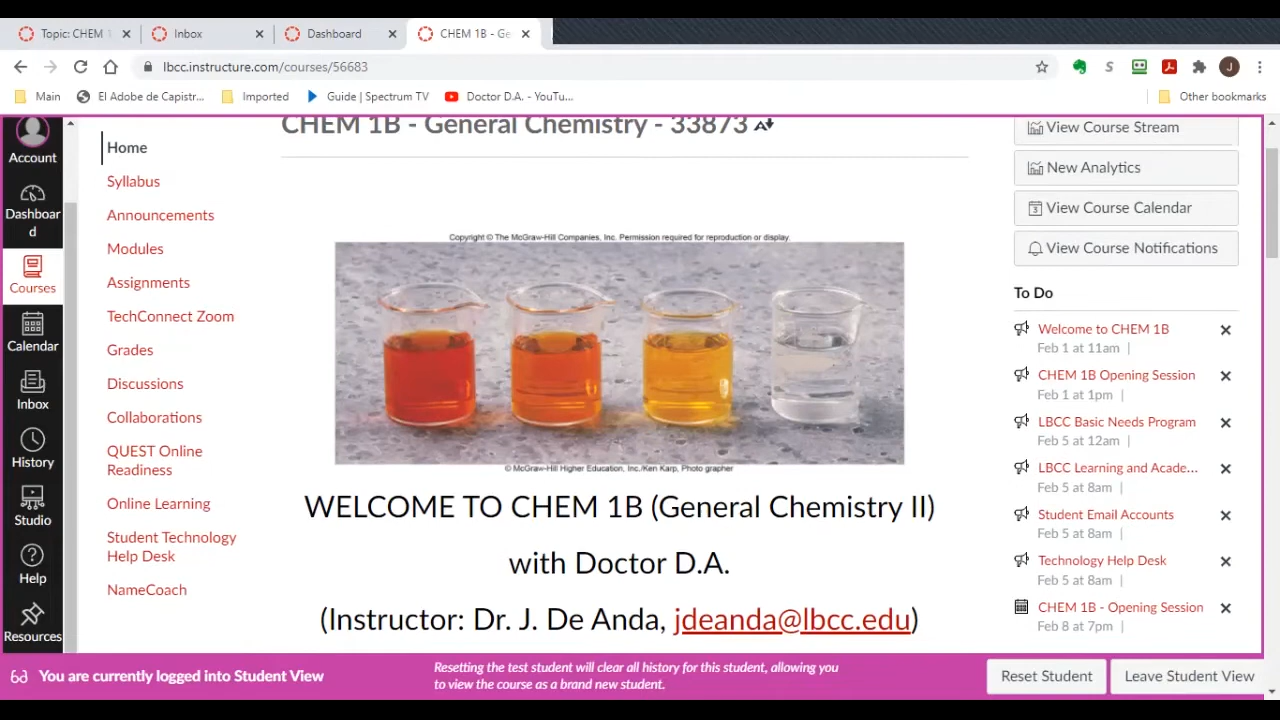 Topic: CHEM 1
Inbox
Dashboard
CHEM 1B - Ge
lbcc.instructure.com/courses/56683
J
Main
El Adobe de Capistr...
Imported
Guide | Spectrum TV
Doctor D.A. - YouTu...
Other bookmarks
Account
Dashboar
d
Courses
Calendar
Inbox
History
Studio
Help
Resources
Home
Syllabus
Announcements
Modules
Assignments
TechConnect Zoom
Grades
Discussions
Collaborations
QUEST Online
Readiness
Online Learning
Student Technology
Help Desk
NameCoach
CHEM 1B - General Chemistry - 33873
Copyright © The McGraw-Hill Companies, Inc. Permission required for reproduction or display.
© McGraw-Hill Higher Education, Inc./Ken Karp, Photo grapher
WELCOME TO CHEM 1B (General Chemistry II)
with Doctor D.A.
(Instructor: Dr. J. De Anda, jdeanda@lbcc.edu)
View Course Stream
New Analytics
View Course Calendar
View Course Notifications
To Do
Welcome to CHEM 1B
Feb 1 at 11am |
CHEM 1B Opening Session
Feb 1 at 1pm |
LBCC Basic Needs Program
Feb 5 at 12am |
LBCC Learning and Acade...
Feb 5 at 8am |
Student Email Accounts
Feb 5 at 8am |
Technology Help Desk
Feb 5 at 8am |
CHEM 1B - Opening Session
Feb 8 at 7pm |
You are currently logged into Student View
Resetting the test student will clear all history for this student, allowing you
to view the course as a brand new student.
Reset Student
Leave Student View